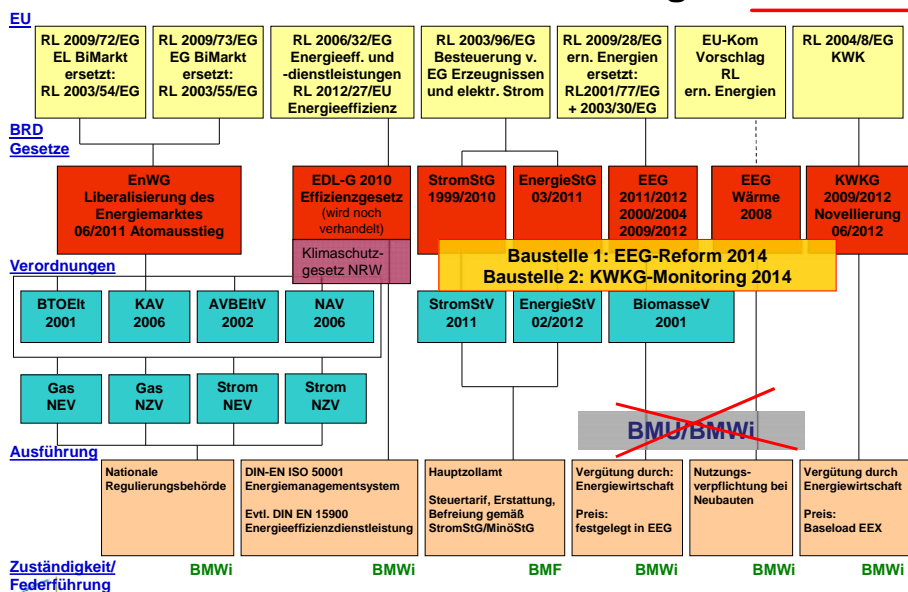 EU
RL 2009/72/EG
EL BiMarkt
ersetzt:
RL 2003/54/EG
RL 2009/73/EG
EG BiMarkt
ersetzt:
RL 2003/55/EG
RL 2006/32/EG
Energieeff. und
-dienstleistungen
RL 2012/27/EU
Energieeffizienz
RL 2003/96/EG
Besteuerung v.
EG Erzeugnissen
und elektr. Strom
RL 2009/28/EG
ern. Energien
ersetzt:
RL2001/77/EG
+ 2003/30/EG
EU-Kom
Vorschlag
RL
ern. Energien
RL 2004/8/EG
KWK
BRD
Gesetze
EnWG
Liberalisierung des
Energiemarktes
06/2011 Atomausstieg
EDL-G 2010
Effizienzgesetz
(wird noch
verhandelt)
Klimaschutz-
gesetz NRW
StromStG
1999/2010
EnergieStG
03/2011
EEG
2011/2012
2000/2004
2009/2012
EEG
Wärme
2008
KWKG
2009/2012
Novellierung
06/2012
Baustelle 1: EEG-Reform 2014
Baustelle 2: KWKG-Monitoring 2014
Verordnungen
BTOElt
2001
KAV
2006
AVBEltV
2002
NAV
2006
StromStV
2011
EnergieStV
02/2012
BiomasseV
2001
Gas
NEV
Gas
NZV
Strom
NEV
Strom
NZV
BMU/BMWi
Ausführung
Nationale
Regulierungsbehörde
DIN-EN ISO 50001
Energiemanagementsystem
Evtl. DIN EN 15900
Energieeffizienzdienstleistung
Hauptzollamt
Steuertarif, Erstattung,
Befreiung gemäß
StromStG/MinöStG
Vergütung durch:
Energiewirtschaft
Preis:
festgelegt in EEG
Nutzungs-
verpflichtung bei
Neubauten
Vergütung durch
Energiewirtschaft
Preis:
Baseload EEX
Zuständigkeit/
Federführung
BMWi
BMWi
BMF
BMWi
BMWi
BMWi